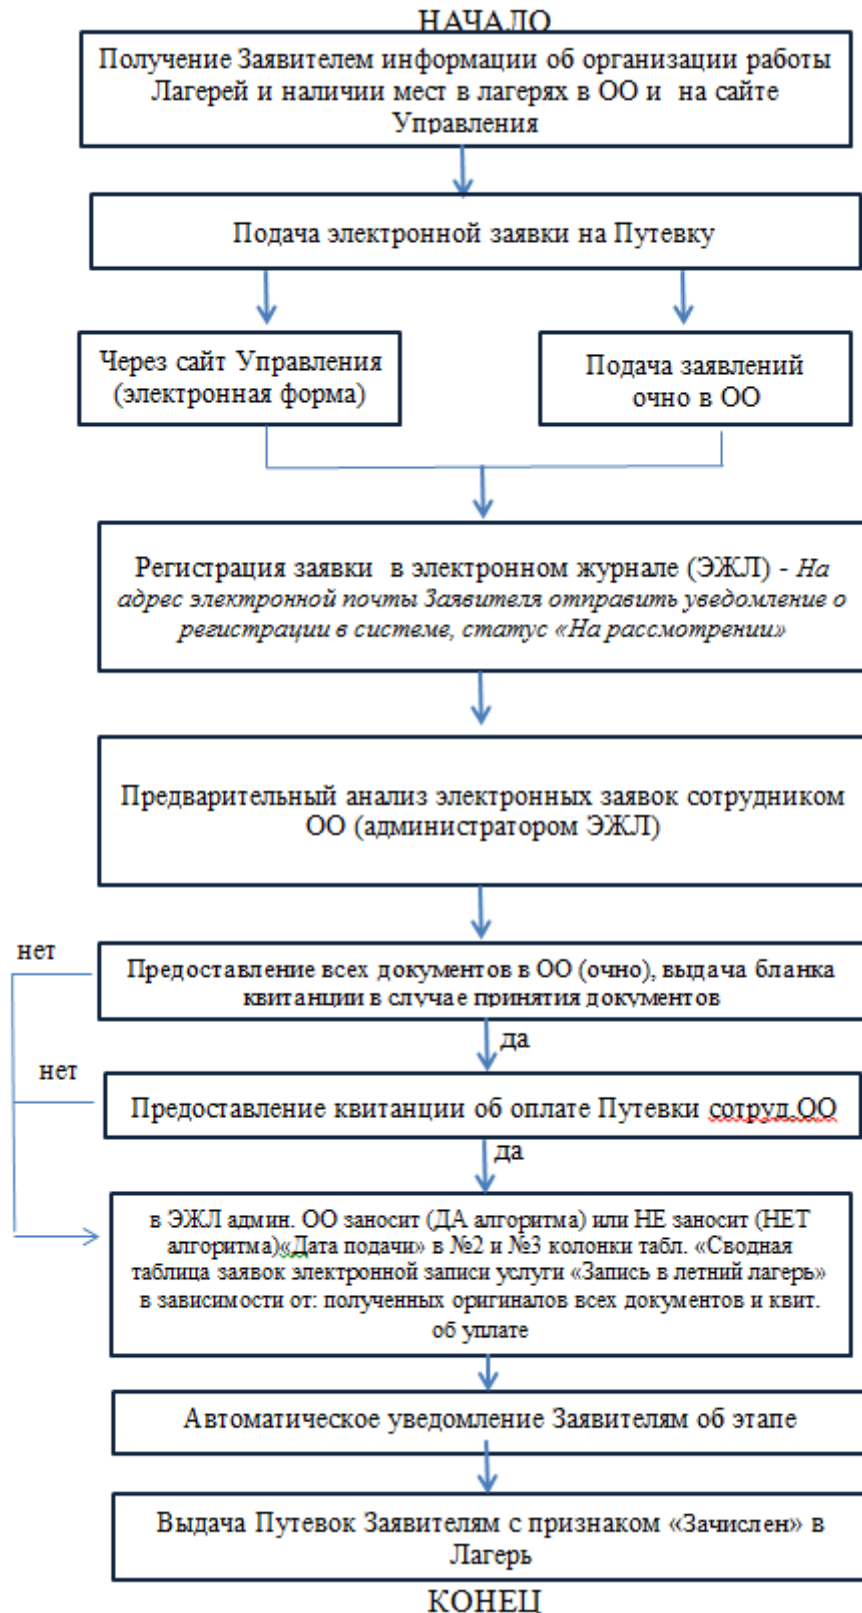 НАЧАЛО
Получение Заявителем информации об организации работы
Лагерей и наличии мест в лагерях в ОО и на сайте
Управления
Подача электронной заявки на Путевку
Через сайт Управления
(электронная форма)
Подача заявлений
очно в ОО
Регистрация заявки в электронном журнале (ЭЖЛ) - На
адрес электронной почты Заявителя отправить уведомление о
регистрации в системе, статус «На рассмотрении»
Предварительный анализ электронных заявок сотрудником
ОО (администратором ЭЖЛ)
нет
Предоставление всех документов в ОО (очно), выдача бланка
квитанции в случае принятия документов
да
нет
Предоставление квитанции об оплате Путевки сотруд.ОО
да
в ЭЖЛ админ. ОО заносит (ДА алгоритма) или НЕ заносит (НЕТ
алгоритма)«Дата подачи» в №2 и №3 колонки табл. «Сводная
таблица заявок электронной записи услуги «Запись в летний лагерь»
в зависимости от: полученных оригиналов всех документов и квит.
об уплате
Автоматическое уведомление Заявителям об этапе
Выдача Путевок Заявителям с признаком «Зачислен» в
Лагерь
КОНЕЦ